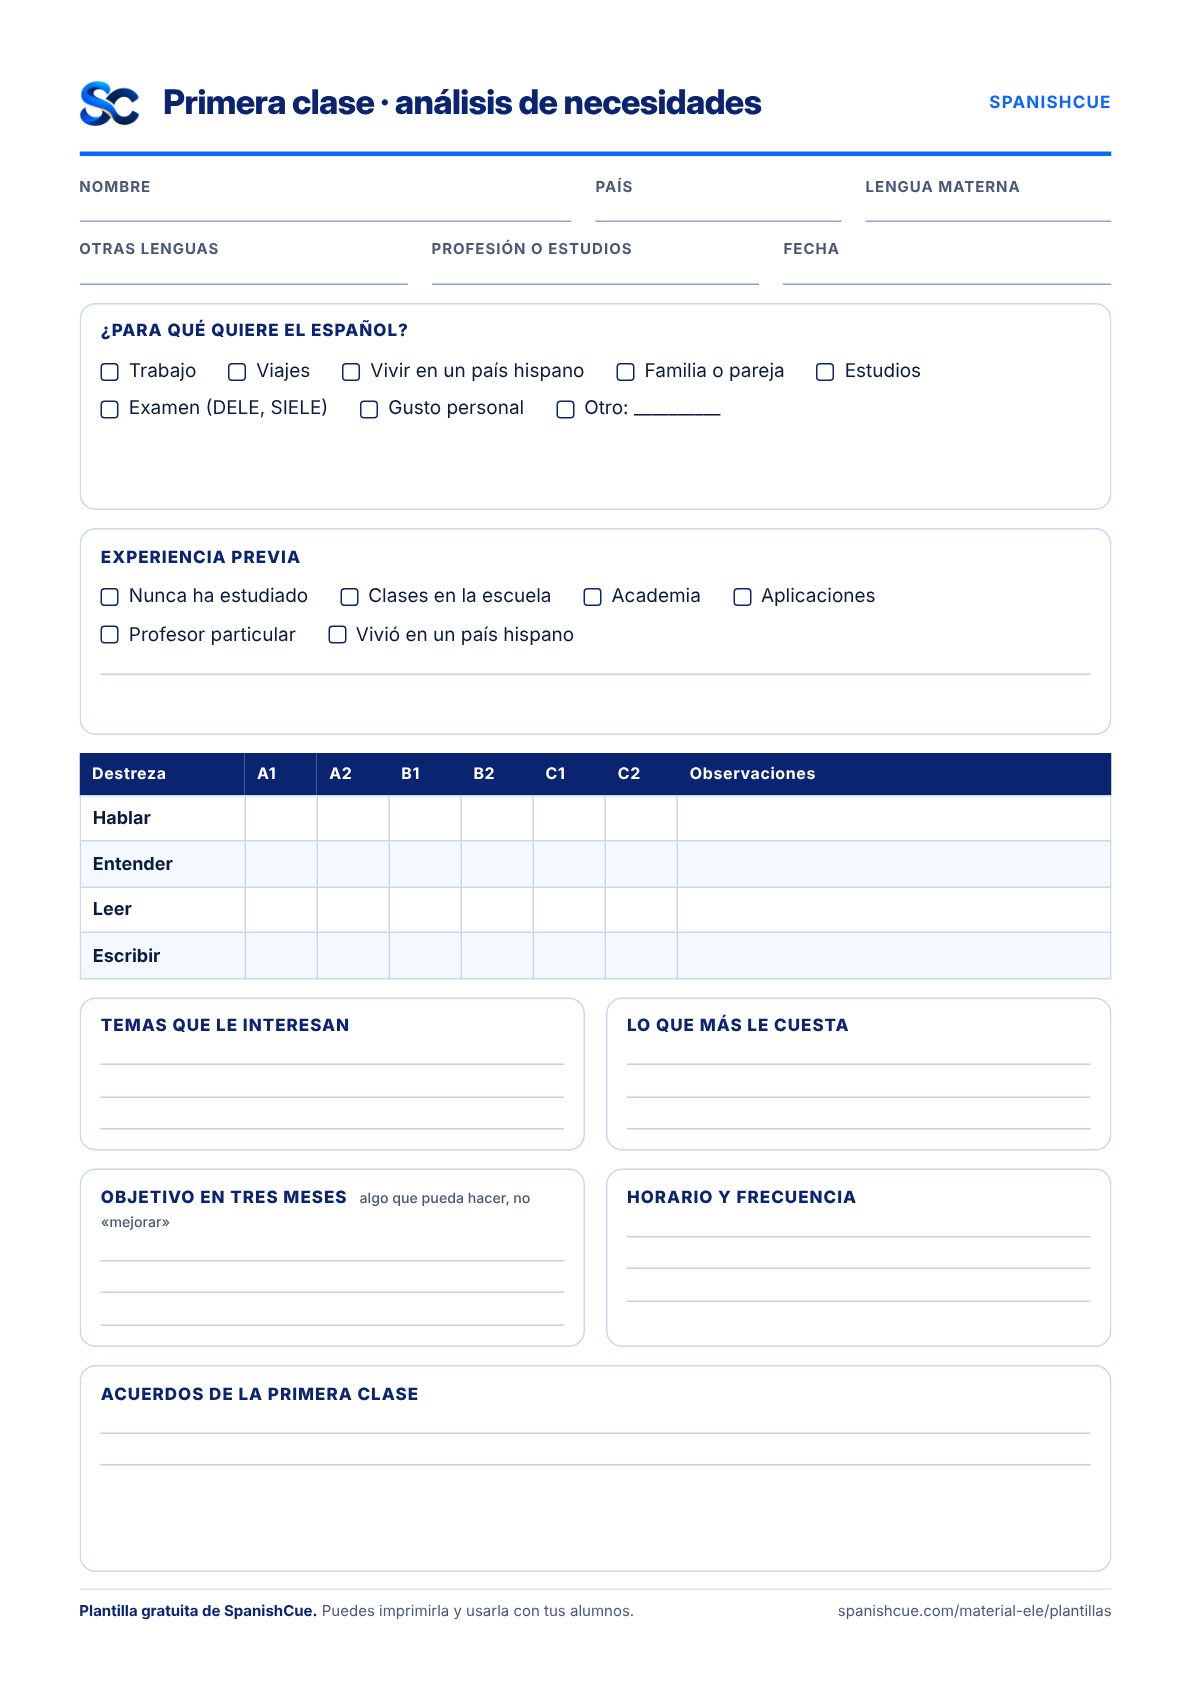 SC Primera clase · análisis de necesidades SPANISHCUE
NOMBRE PAÍS LENGUA MATERNA
OTRAS LENGUAS PROFESIÓN O ESTUDIOS FECHA
¿PARA QUÉ QUIERE EL ESPAÑOL?
Trabajo Viajes Vivir en un país hispano Familia o pareja Estudios
Examen (DELE, SIELE) Gusto personal Otro: __________
EXPERIENCIA PREVIA
Nunca ha estudiado Clases en la escuela Academia Aplicaciones
Profesor particular Vivió en un país hispano
Destreza A1 A2 B1 B2 C1 C2 Observaciones
Hablar
Entender
Leer
Escribir
TEMAS QUE LE INTERESAN
LO QUE MÁS LE CUESTA
OBJETIVO EN TRES MESES algo que pueda hacer, no
«mejorar»
HORARIO Y FRECUENCIA
ACUERDOS DE LA PRIMERA CLASE
Plantilla gratuita de SpanishCue. Puedes imprimirla y usarla con tus alumnos. spanishcue.com/material-ele/plantillas